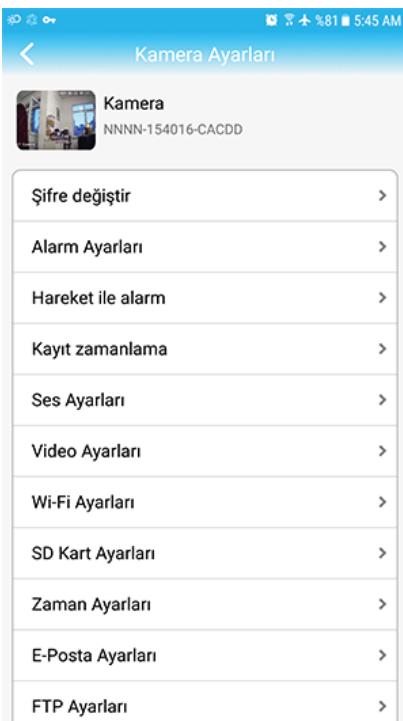 %81 5:45 AM
Kamera Ayarları
Kamera
NNNN-154016-CACDD
Şifre değiştir
Alarm Ayarları
Hareket ile alarm
Kayıt zamanlama
Ses Ayarları
Video Ayarları
Wi-Fi Ayarları
SD Kart Ayarları
Zaman Ayarları
E-Posta Ayarları
FTP Ayarları